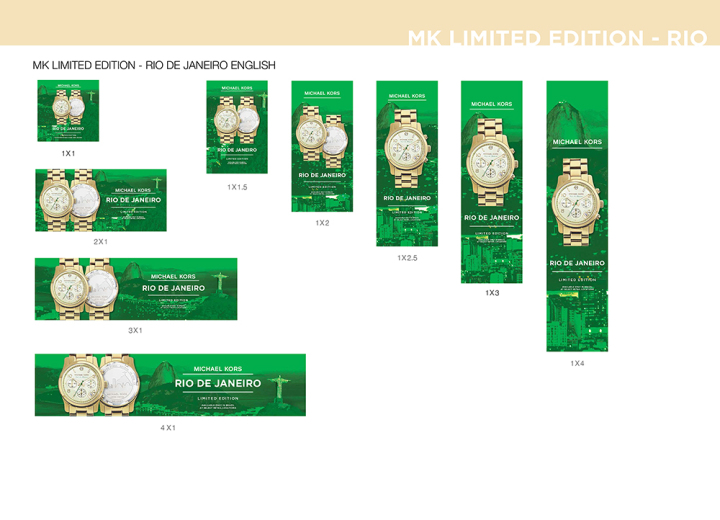 MK LIMITED EDITION - RIO
MK LIMITED EDITION - RIO DE JANEIRO ENGLISH
MICHAEL KORS
RIO DE JANEIRO
1X1
MICHAEL KORS
RIO DE JANEIRO
LIMITED EDITION
1X1.5
MICHAEL KORS
RIO DE JANEIRO
LIMITED EDITION
1X2
MICHAEL KORS
RIO DE JANEIRO
LIMITED EDITION
1X2.5
MICHAEL KORS
RIO DE JANEIRO
LIMITED EDITION
1X3
MICHAEL KORS
RIO DE JANEIRO
LIMITED EDITION
1X4
MICHAEL KORS
RIO DE JANEIRO
LIMITED EDITION
2X1
MICHAEL KORS
RIO DE JANEIRO
LIMITED EDITION
3X1
MICHAEL KORS
RIO DE JANEIRO
LIMITED EDITION
4X1